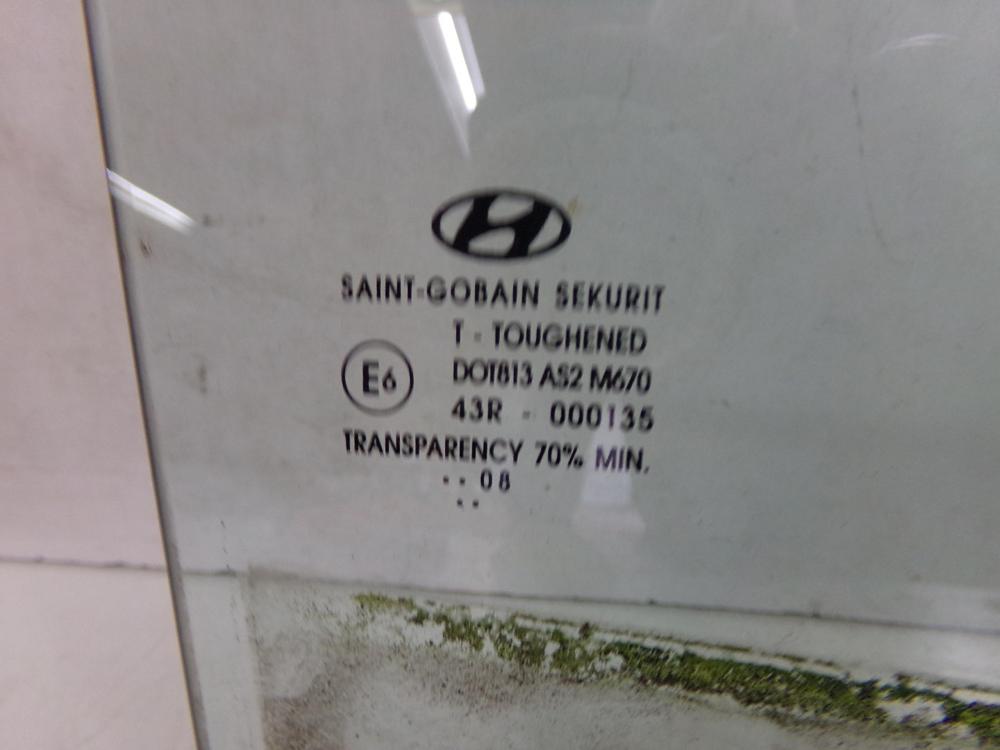 SAINT-GOBAIN SEKURIT
T - TOUGHENED
E6
DOT813 AS2 M670
43R - 000135
TRANSPARENCY 70% MIN.
·· 08
··